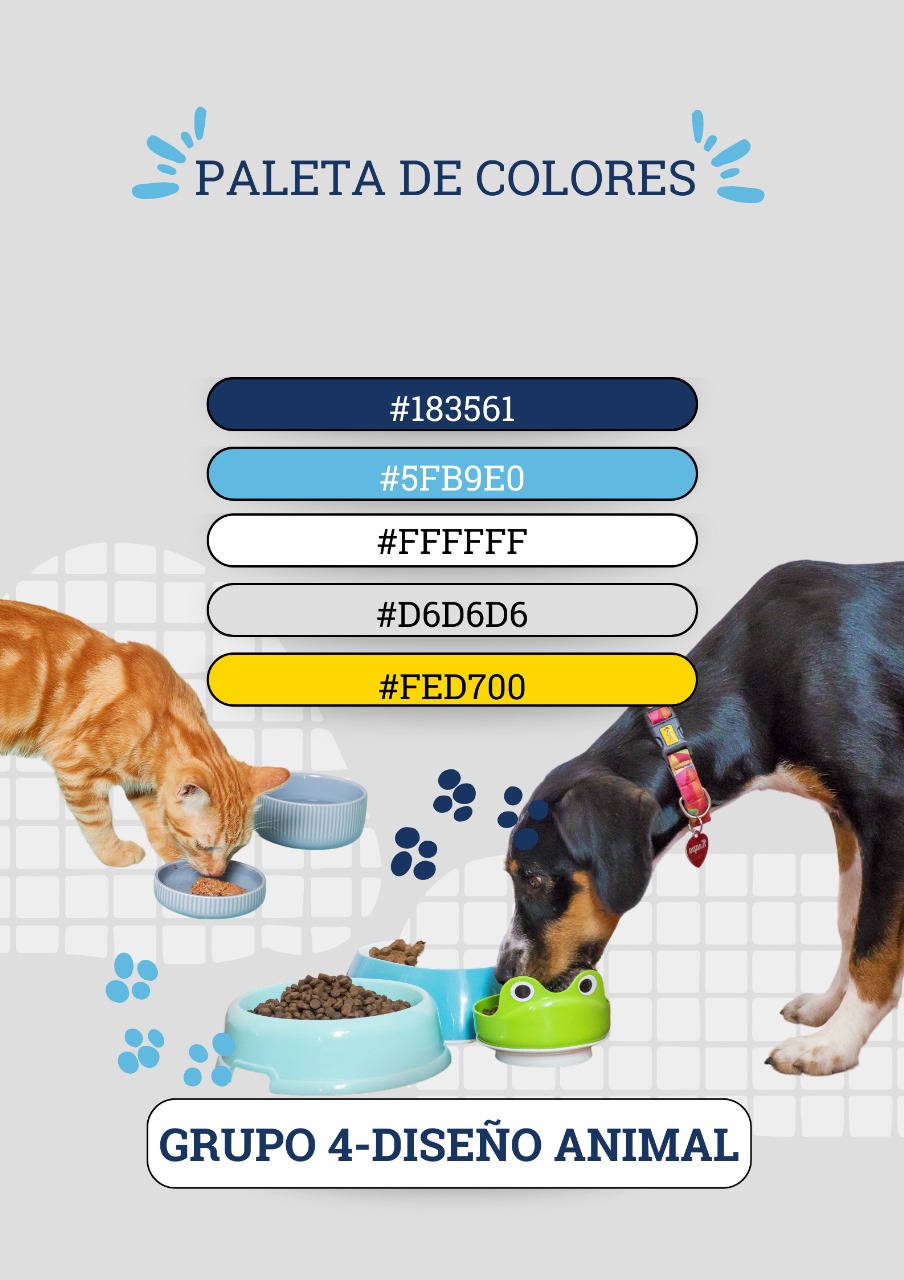 PALETA DE COLORES
#183561
#5FB9E0
#FFFFFF
#D6D6D6
#FED700
GRUPO 4-DISEÑO ANIMAL